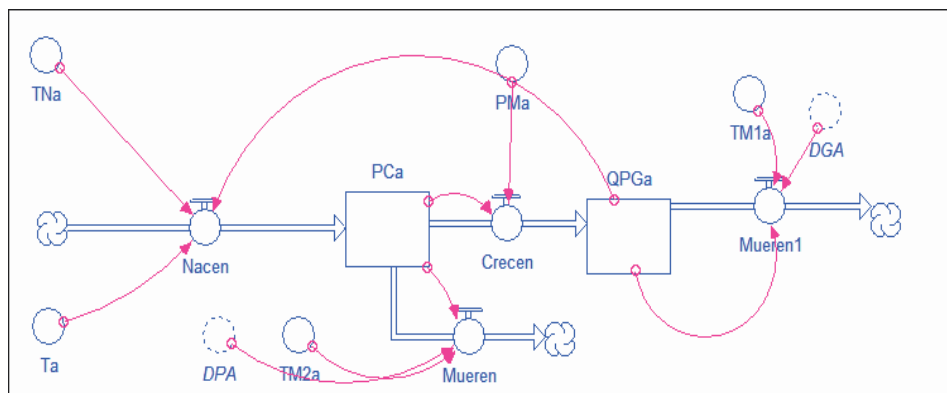 TNa
PMa
TM1a
DGA
PCa
QPGa
Nacen
Crecen
Mueren1
Ta
DPA
TM2a
Mueren